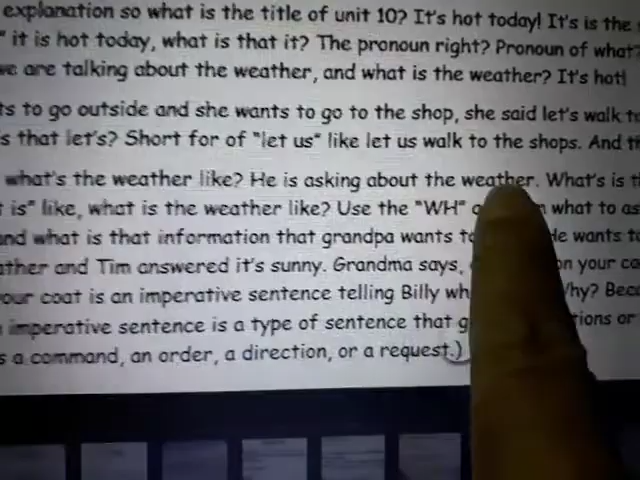 explanation so what is the title of unit 10? It's hot today! It's is the
" it is hot today, what is that it? The pronoun right? Pronoun of what?
we are talking about the weather, and what is the weather? It's hot!
ts to go outside and she wants to go to the shop, she said let's walk to
s that let's? Short for of "let us" like let us walk to the shops. And th
what's the weather like? He is asking about the weather. What's is t
t is" like, what is the weather like? Use the "WH" what to as
and what is that information that grandpa wants to He wants to
ather and Tim answered it's sunny. Grandma says, on your co
your coat is an imperative sentence telling Billy wh Why? Beca
imperative sentence is a type of sentence that g tions or
s a command, an order, a direction, or a request.)